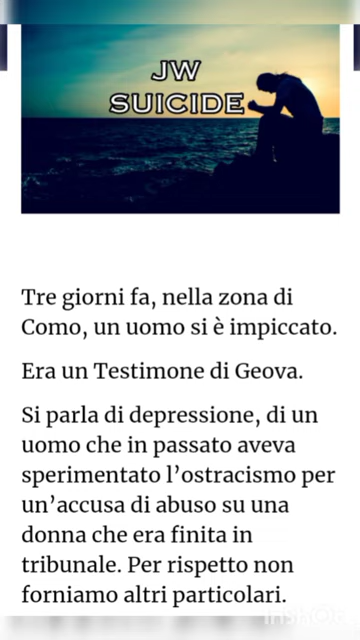 JW
SUICIDE
Tre giorni fa, nella zona di
Como, un uomo si è impiccato.
Era un Testimone di Geova.
Si parla di depressione, di un
uomo che in passato aveva
sperimentato l’ostracismo per
un’accusa di abuso su una
donna che era finita in
tribunale. Per rispetto non
forniamo altri particolari.
InShOt